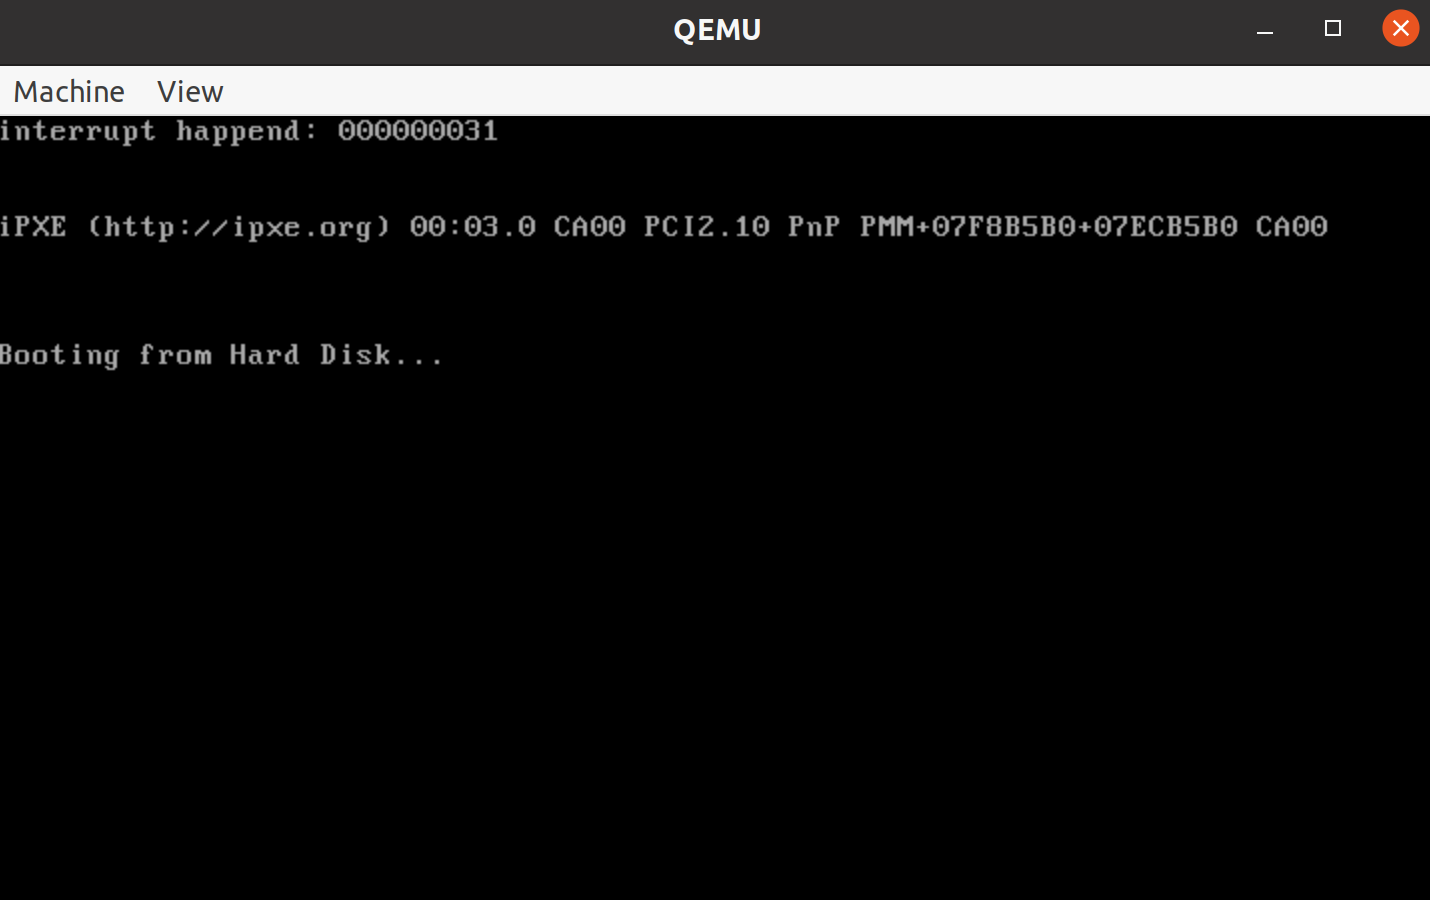 QEMU
Machine View
interrupt happend: 000000031
iPXE (http://ipxe.org) 00:03.0 CA00 PCI2.10 PnP PMM+07F8B5B0+07ECB5B0 CA00
Booting from Hard Disk...